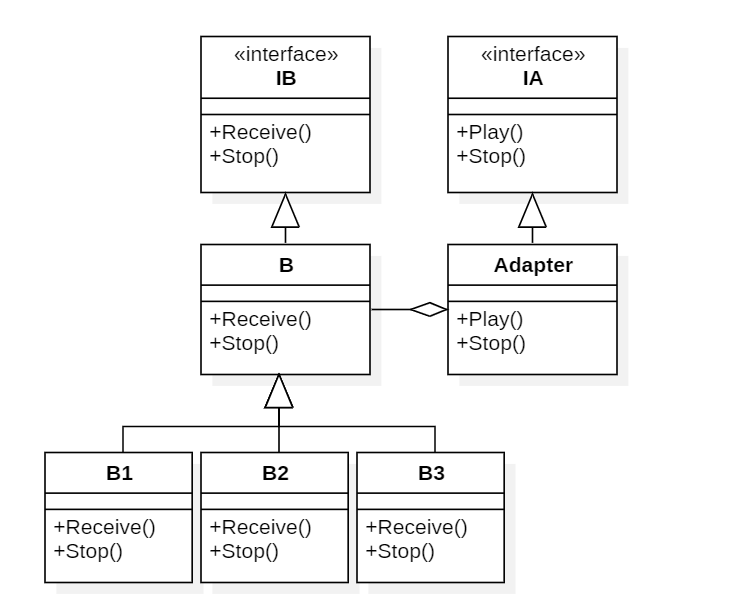 «interface»
IB
+Receive()
+Stop()
«interface»
IA
+Play()
+Stop()
B
+Receive()
+Stop()
Adapter
+Play()
+Stop()
B1
+Receive()
+Stop()
B2
+Receive()
+Stop()
B3
+Receive()
+Stop()